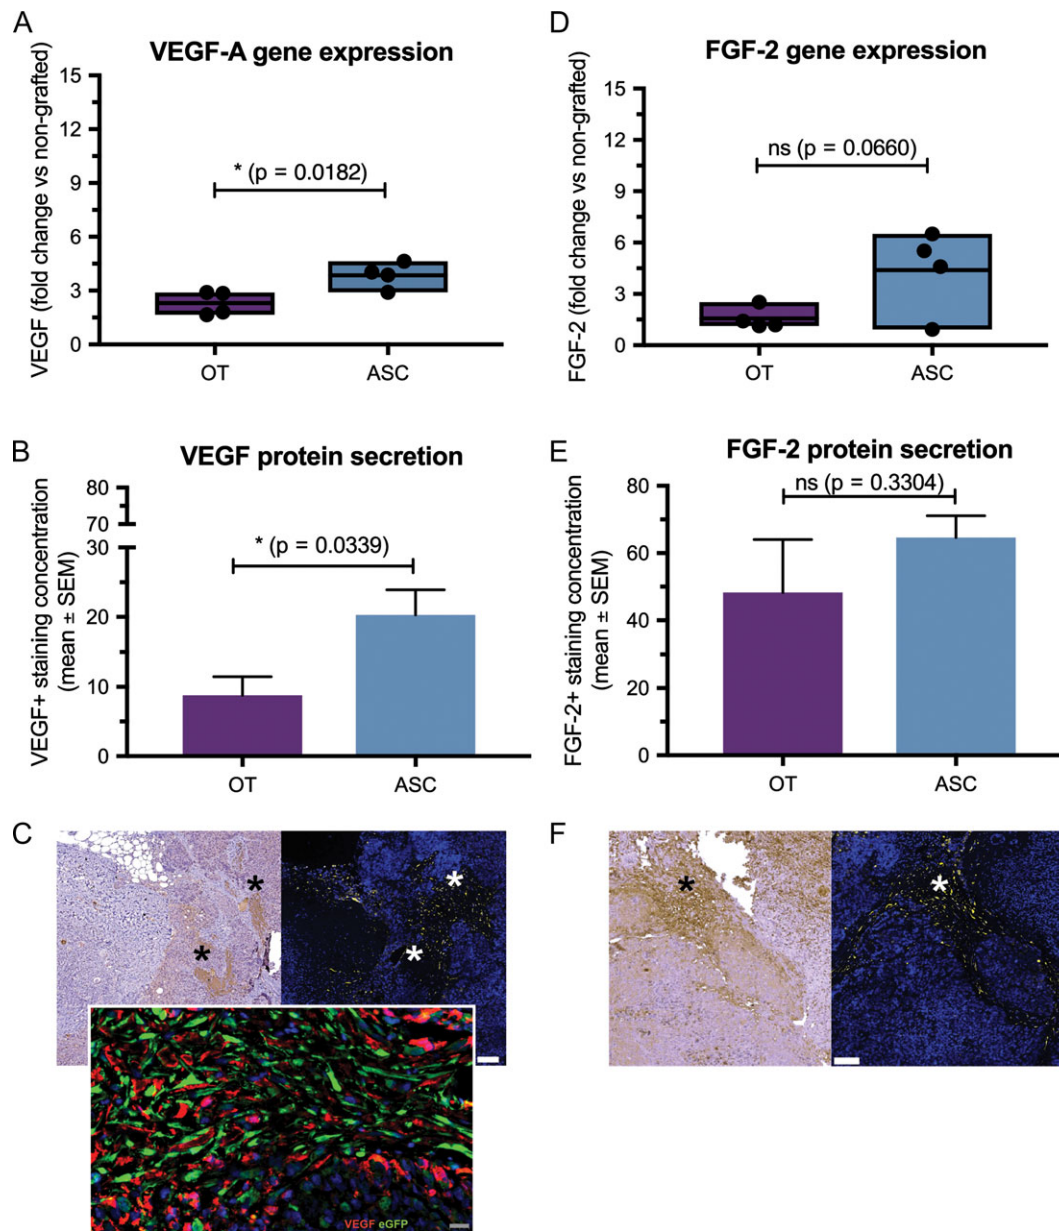 A
VEGF-A gene expression
VEGF (fold change vs non-grafted)
15
12
9
6
3
0
* (p = 0.0182)
OT
ASC
D
FGF-2 gene expression
FGF-2 (fold change vs non-grafted)
15
12
9
6
3
0
ns (p = 0.0660)
OT
ASC
B
VEGF protein secretion
VEGF+ staining concentration
(mean ± SEM)
80
70
30
20
10
0
* (p = 0.0339)
OT
ASC
E
FGF-2 protein secretion
FGF-2+ staining concentration
(mean ± SEM)
80
60
40
20
0
ns (p = 0.3304)
OT
ASC
C
*
*
*
*
VEGF eGFP
F
*
*